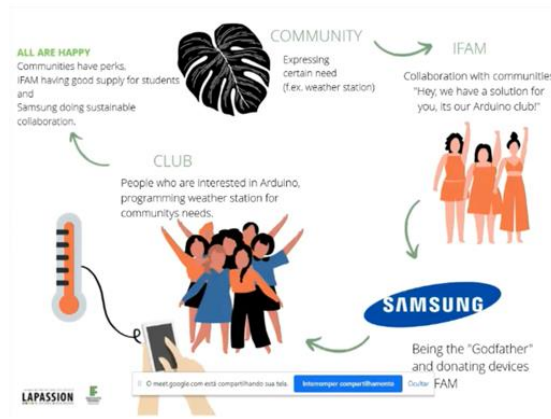 ALL ARE HAPPY
Communities have perks.
IFAM having good supply for students
and
Samsung doing sustainable
collaboration.
COMMUNITY
Expressing
certain need
(f.ex. weather station)
IFAM
Collaboration with communities
"Hey, we have a solution for
you, its our Arduino club!"
CLUB
People who are interested in Arduino,
programming weather station for
communitys needs.
SAMSUNG
Being the "Godfather"
and donating devices
FAM
O meet.google.com está compartilhando sua tela.
Interromper compartilhamento
Ocultar
LAPASSION